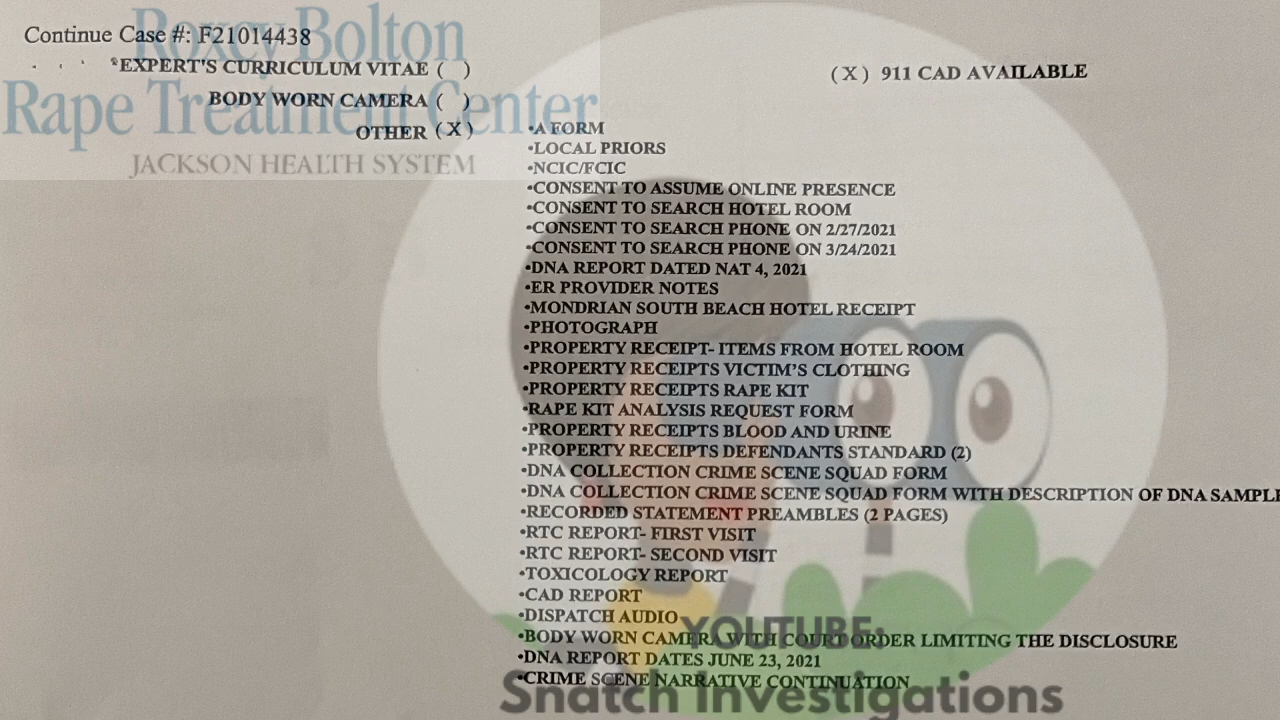 Continue Case #: F21014438
Roxcy Bolton
Rape Treatment Center
JACKSON HEALTH SYSTEM
*EXPERT'S CURRICULUM VITAE ( )
BODY WORN CAMERA ( )
OTHER (X)
(X) 911 CAD AVAILABLE
•A FORM
•LOCAL PRIORS
•NCIC/FCIC
•CONSENT TO ASSUME ONLINE PRESENCE
•CONSENT TO SEARCH HOTEL ROOM
•CONSENT TO SEARCH PHONE ON 2/27/2021
•CONSENT TO SEARCH PHONE ON 3/24/2021
•DNA REPORT DATED NAT 4, 2021
•ER PROVIDER NOTES
•MONDRIAN SOUTH BEACH HOTEL RECEIPT
•PHOTOGRAPH
•PROPERTY RECEIPT- ITEMS FROM HOTEL ROOM
•PROPERTY RECEIPTS VICTIM'S CLOTHING
•PROPERTY RECEIPTS RAPE KIT
•RAPE KIT ANALYSIS REQUEST FORM
•PROPERTY RECEIPTS BLOOD AND URINE
•PROPERTY RECEIPTS DEFENDANTS STANDARD (2)
•DNA COLLECTION CRIME SCENE SQUAD FORM
•DNA COLLECTION CRIME SCENE SQUAD FORM WITH DESCRIPTION OF DNA SAMPLE
•RECORDED STATEMENT PREAMBLES (2 PAGES)
•RTC REPORT- FIRST VISIT
•RTC REPORT- SECOND VISIT
•TOXICOLOGY REPORT
•CAD REPORT
•DISPATCH AUDIO
•BODY WORN CAMERA WITH COURT ORDER LIMITING THE DISCLOSURE
•DNA REPORT DATES JUNE 23, 2021
•CRIME SCENE NARRATIVE CONTINUATION
YOUTUBE:
Snatch Investigations